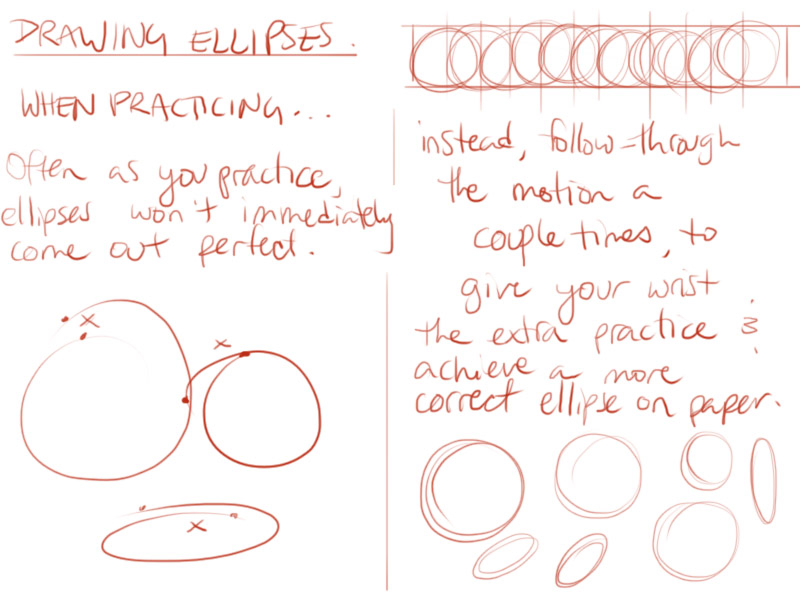 DRAWING ELLIPSES.
WHEN PRACTICING...
Often as you practice,
ellipses won't immediately
come out perfect.
x
x
x
instead, follow-through
the motion a
couple times, to
give your wrist
the extra practice &
achieve a more
correct ellipse on paper.